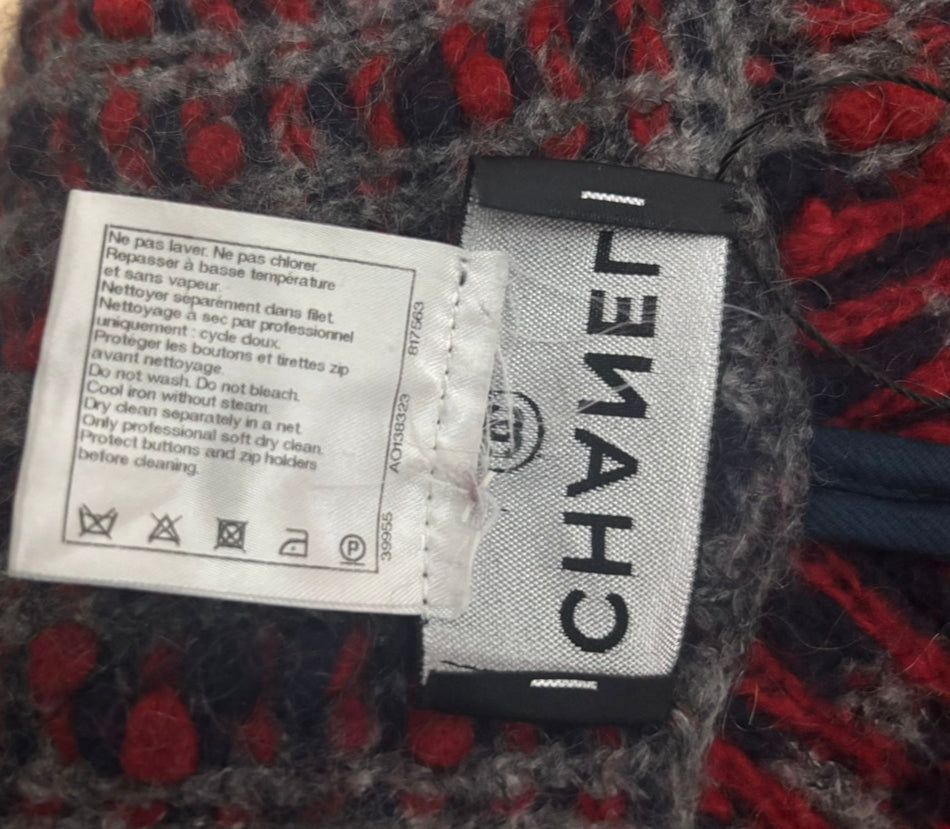 Ne pas laver. Ne pas chlorer.
Repasser à basse température
et sans vapeur.
Nettoyer séparément dans filet.
Nettoyage à sec par professionnel
uniquement : cycle doux.
Protéger les boutons et tirettes zip
avant nettoyage.
Do not wash. Do not bleach.
Cool iron without steam.
Dry clean separately in a net.
Only professional soft dry clean.
Protect buttons and zip holders
before cleaning.
P
39955 AO138323 817563
CHANEL